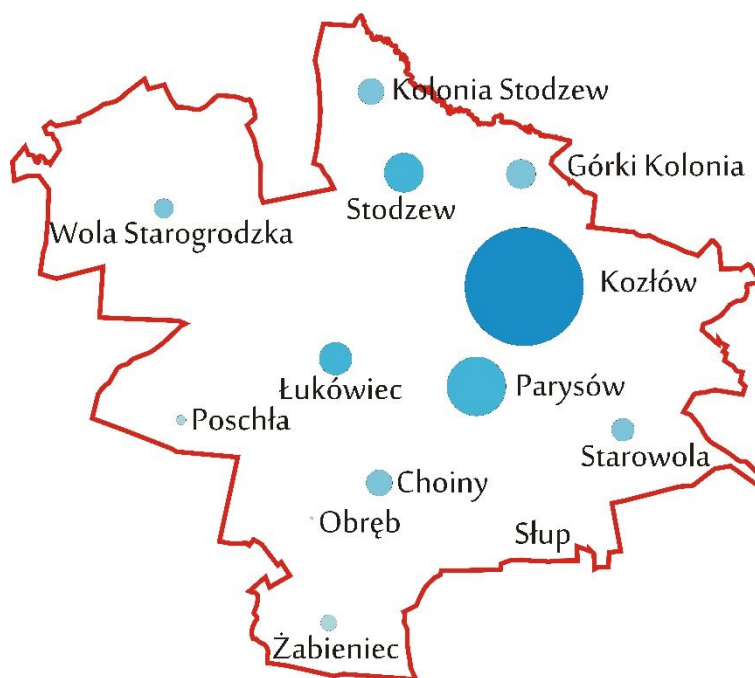 Kolonia Stodzew
Górki Kolonia
Stodzew
Wola Starogrodzka
Kozłów
Łukówiec
Parysów
Poschła
Starowola
Choiny
Obręb
Słup
Żabieniec